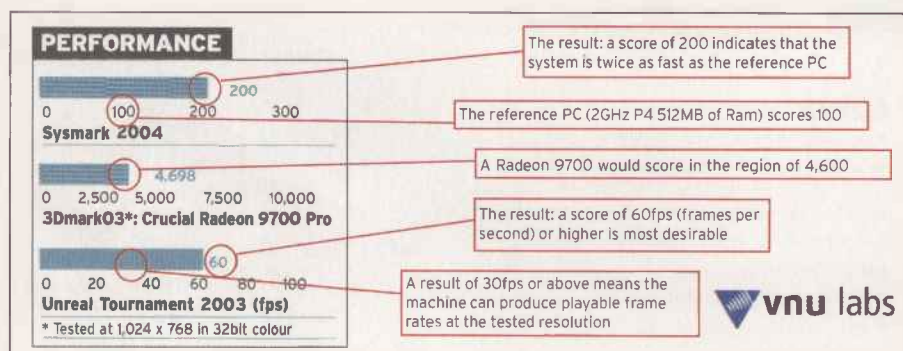 PERFORMANCE
200
0 100 200 300
Sysmark 2004
4,698
0 2,500 5,000 7,500 10,000
3Dmark03*: Crucial Radeon 9700 Pro
60
0 20 40 60 80 100
Unreal Tournament 2003 (fps)
* Tested at 1,024 x 768 in 32bit colour
The result: a score of 200 indicates that the
system is twice as fast as the reference PC
The reference PC (2GHz P4 512MB of Ram) scores 100
A Radeon 9700 would score in the region of 4,600
The result: a score of 60fps (frames per
second) or higher is most desirable
A result of 30fps or above means the
machine can produce playable frame
rates at the tested resolution
vnu labs